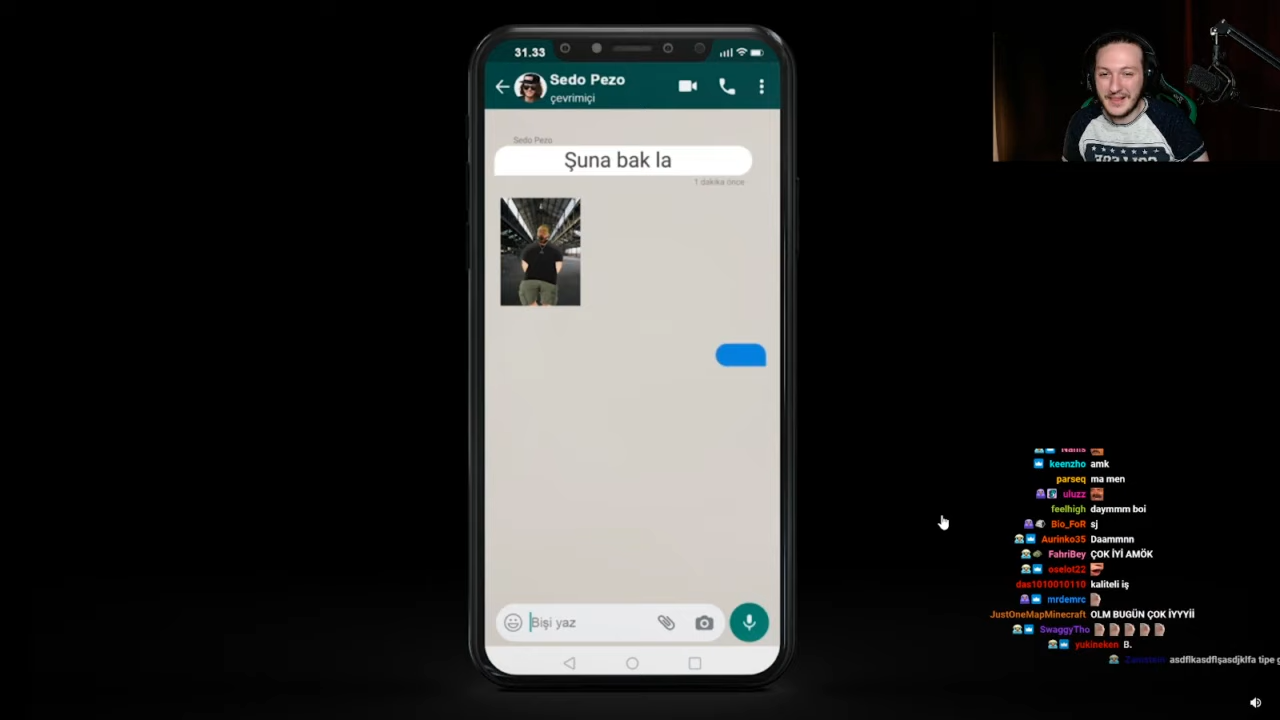 31.33
Sedo Pezo
çevrimiçi
Sedo Pezo
Şuna bak la
1 dakika önce
Bişi yaz
keenzho amk
parseq ma men
uluzz
feelhigh daymmm boi
Bio_FoR sj
Aurinko35 Daammnn
FahriBey ÇOK İYİ AMÖK
oselot22
das1010010110 kaliteli iş
mrdemrc
JustOneMapMinecraft OLM BUGÜN ÇOK İYYYİİ
SwaggyTho
yukineken B.
asdflkasdflşasdjklfa tipe g